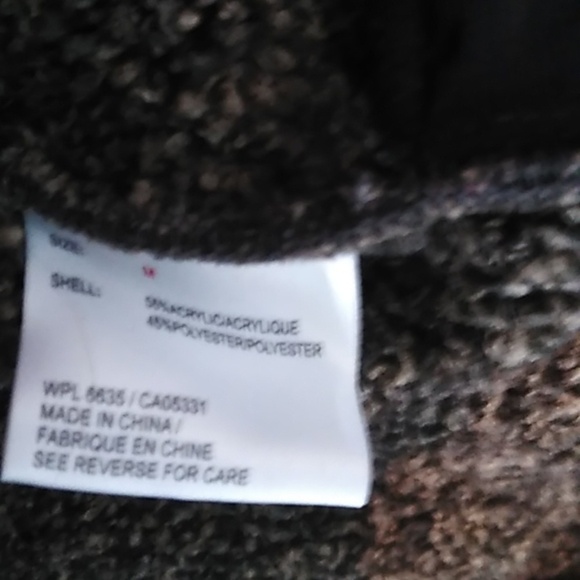 SIZE:
1X
SHELL:
55%ACRYLIC/ACRYLIQUE
45%POLYESTER/POLYESTER
WPL 6635 / CA05331
MADE IN CHINA /
FABRIQUE EN CHINE
SEE REVERSE FOR CARE